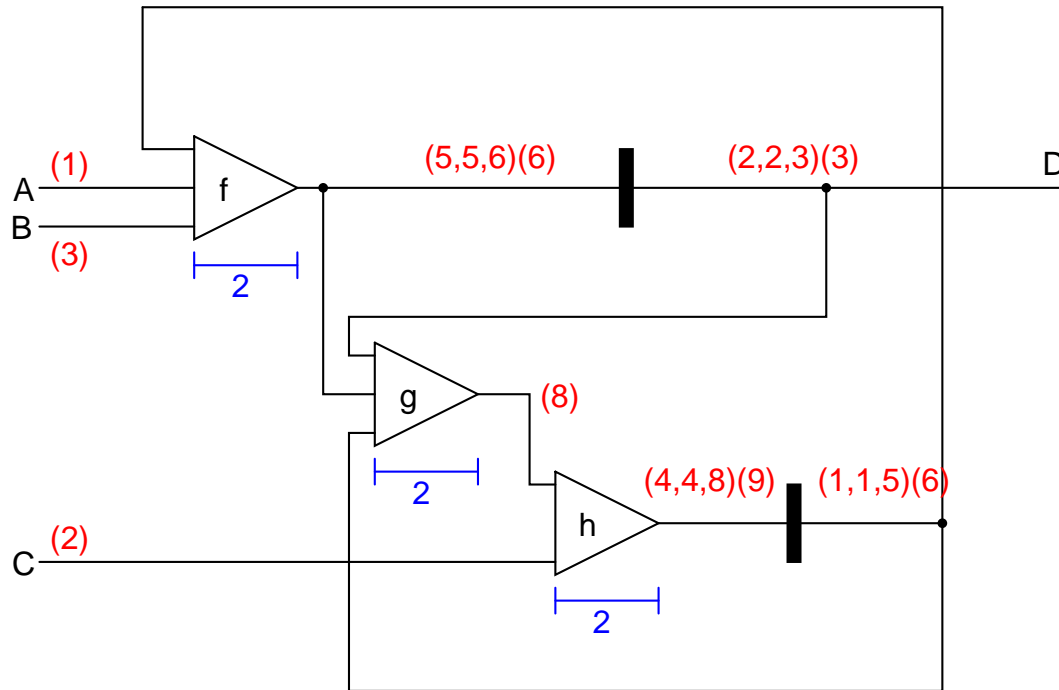 (1)
(5,5,6)(6)
(2,2,3)(3)
D
A
f
B
(3)
2
g
(8)
2
(4,4,8)(9)
(1,1,5)(6)
h
(2)
C
2